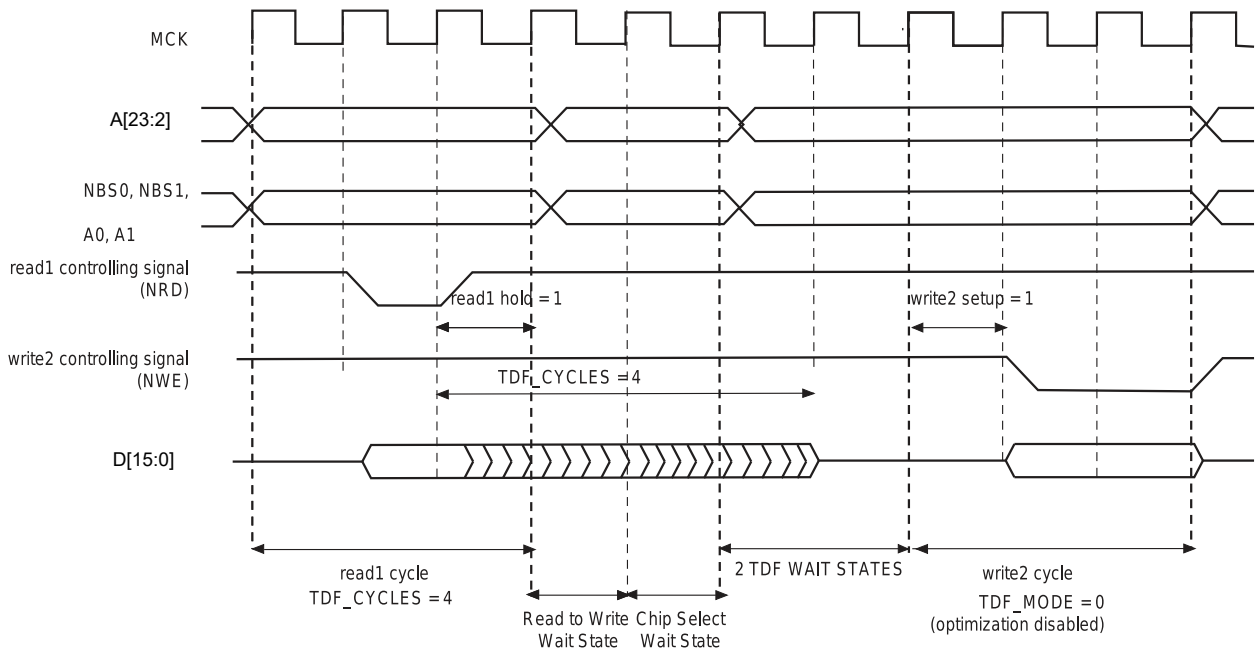 MCK
A[23:2]
NBS0, NBS1,
A0, A1
read1 controlling signal
(NRD)
read1 hold = 1
write2 setup = 1
write2 controlling signal
(NWE)
TDF_CYCLES = 4
D[15:0]
read1 cycle
TDF_CYCLES = 4
2 TDF WAIT STATES
write2 cycle
TDF_MODE = 0
(optimization disabled)
Read to Write
Wait State
Chip Select
Wait State